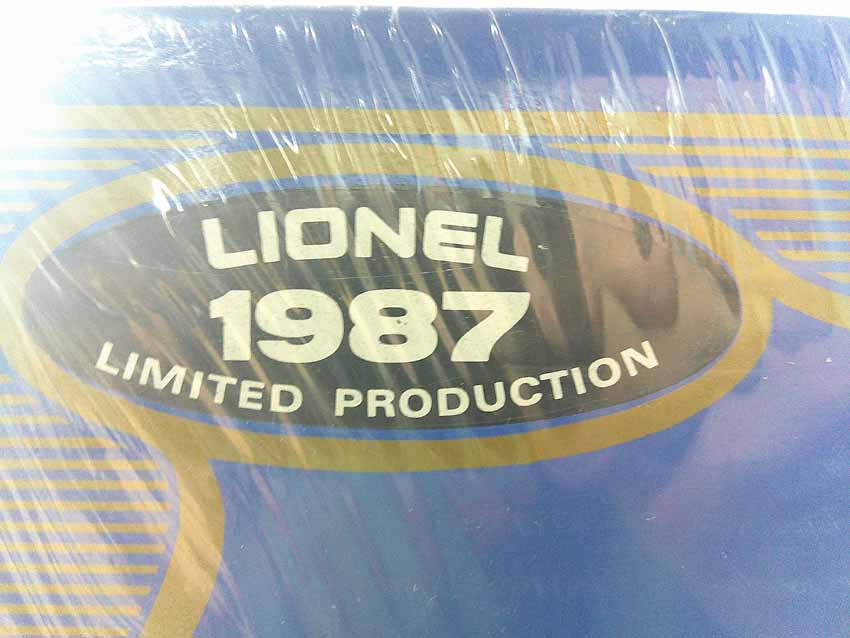 LIONEL
1987
LIMITED PRODUCTION